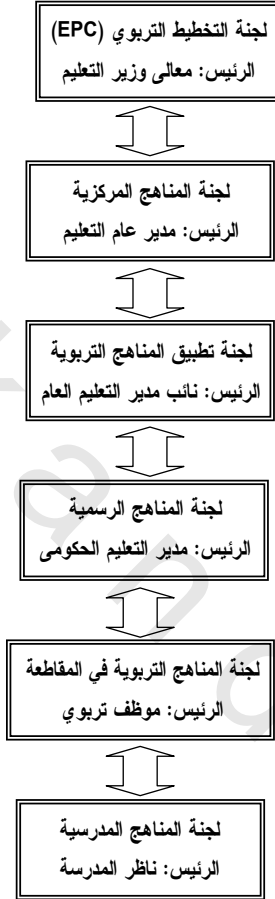 لجنة التخطيط التربوي (EPC)
الرئيس: معالى وزير التعليم
لجنة المناهج المركزية
الرئيس: مدير عام التعليم
لجنة تطبيق المناهج التربوية
الرئيس: نائب مدير التعليم العام
لجنة المناهج الرسمية
الرئيس: مدير التعليم الحكومى
لجنة المناهج التربوية في المقاطعة
الرئيس: موظف تربوي
لجنة المناهج المدرسية
الرئيس: ناظر المدرسة